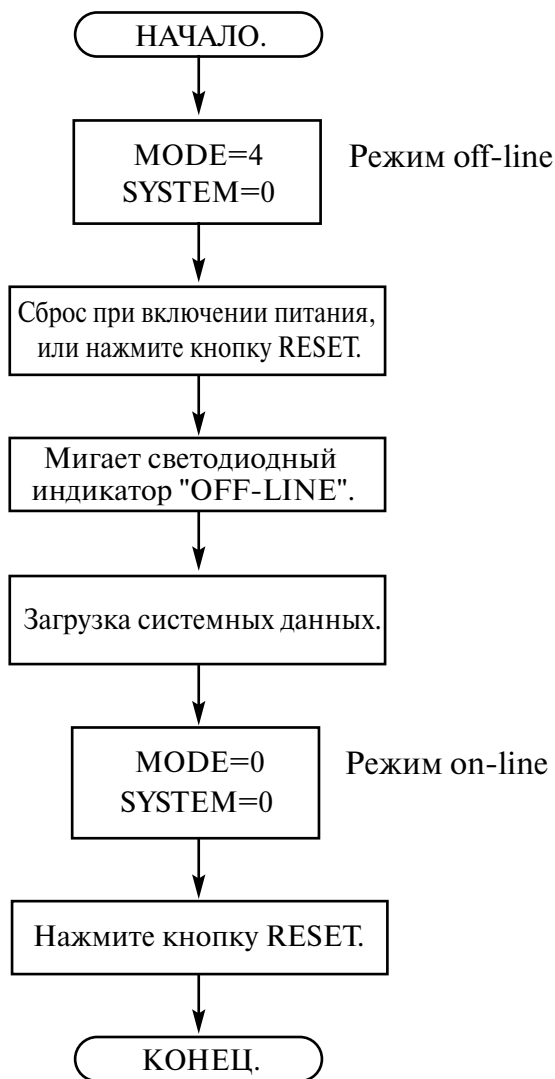 НАЧАЛО.
MODE=4
SYSTEM=0
Режим off-line
Сброс при включении питания,
или нажмите кнопку RESET.
Мигает светодиодный
индикатор "OFF-LINE".
Загрузка системных данных.
MODE=0
SYSTEM=0
Режим on-line
Нажмите кнопку RESET.
КОНЕЦ.